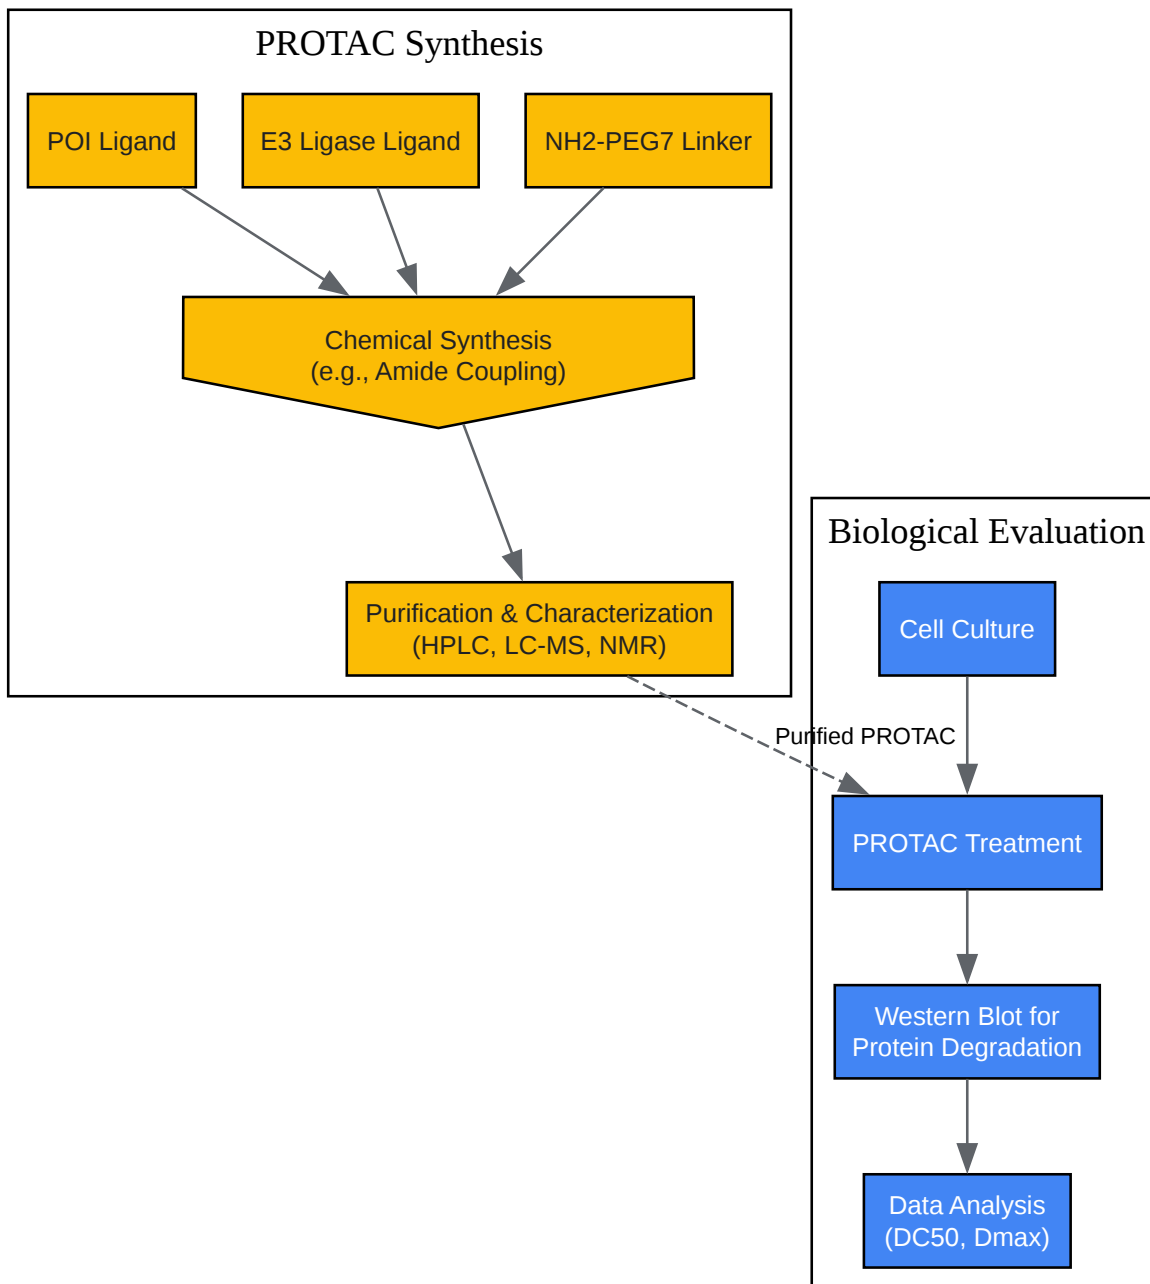 PROTAC Synthesis
POI Ligand
E3 Ligase Ligand
NH2-PEG7 Linker
Chemical Synthesis
(e.g., Amide Coupling)
Purification & Characterization
(HPLC, LC-MS, NMR)
Biological Evaluation
Cell Culture
Purified PROTAC
PROTAC Treatment
Western Blot for
Protein Degradation
Data Analysis
(DC50, Dmax)